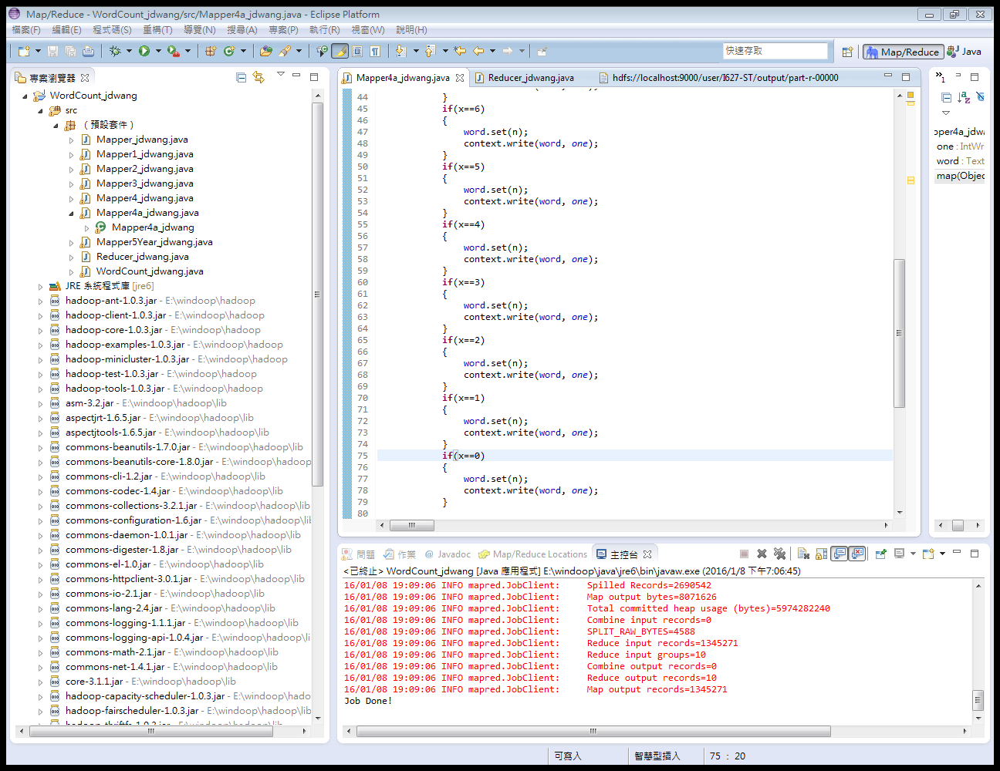 Map/Reduce - WordCount_jdwang/src/Mapper4a_jdwang.java - Eclipse Platform
檔案(F) 編輯(E) 程式碼(S) 重構(T) 導覽(N) 搜尋(A) 專案(P) 執行(R) 視窗(W) 說明(H)
快速存取
Map/Reduce Java
專案瀏覽器
WordCount_jdwang
src
(預設套件)
Mapper_jdwang.java
Mapper1_jdwang.java
Mapper2_jdwang.java
Mapper3_jdwang.java
Mapper4_jdwang.java
Mapper4a_jdwang.java
Mapper4a_jdwang
Mapper5Year_jdwang.java
Reducer_jdwang.java
WordCount_jdwang.java
JRE 系統程式庫 [jre6]
hadoop-ant-1.0.3.jar - E:\windoop\hadoop
hadoop-client-1.0.3.jar - E:\windoop\hadoop
hadoop-core-1.0.3.jar - E:\windoop\hadoop
hadoop-examples-1.0.3.jar - E:\windoop\hadoop
hadoop-minicluster-1.0.3.jar - E:\windoop\hadoop
hadoop-test-1.0.3.jar - E:\windoop\hadoop
hadoop-tools-1.0.3.jar - E:\windoop\hadoop
asm-3.2.jar - E:\windoop\hadoop\lib
aspectjrt-1.6.5.jar - E:\windoop\hadoop\lib
aspectjtools-1.6.5.jar - E:\windoop\hadoop\lib
commons-beanutils-1.7.0.jar - E:\windoop\hadoop\lib
commons-beanutils-core-1.8.0.jar - E:\windoop\hadoop
commons-cli-1.2.jar - E:\windoop\hadoop\lib
commons-codec-1.4.jar - E:\windoop\hadoop\lib
commons-collections-3.2.1.jar - E:\windoop\hadoop\lib
commons-configuration-1.6.jar - E:\windoop\hadoop\li
commons-daemon-1.0.1.jar - E:\windoop\hadoop\lib
commons-digester-1.8.jar - E:\windoop\hadoop\lib
commons-el-1.0.jar - E:\windoop\hadoop\lib
commons-httpclient-3.0.1.jar - E:\windoop\hadoop\lib
commons-io-2.1.jar - E:\windoop\hadoop\lib
commons-lang-2.4.jar - E:\windoop\hadoop\lib
commons-logging-1.1.1.jar - E:\windoop\hadoop\lib
commons-logging-api-1.0.4.jar - E:\windoop\hadoop\li
commons-math-2.1.jar - E:\windoop\hadoop\lib
commons-net-1.4.1.jar - E:\windoop\hadoop\lib
core-3.1.1.jar - E:\windoop\hadoop\lib
hadoop-capacity-scheduler-1.0.3.jar - E:\windoop\had
hadoop-fairscheduler-1.0.3.jar - E:\windoop\hadoop\l
hadoop-thriftfs-1.0.3.jar - E:\windoop\hadoop\lib
Mapper4a_jdwang.java Reducer_jdwang.java hdfs://localhost:9000/user/I627-ST/output/part-r-00000
44 }
45 if(x==6)
46 {
47 word.set(n);
48 context.write(word, one);
49 }
50 if(x==5)
51 {
52 word.set(n);
53 context.write(word, one);
54 }
55 if(x==4)
56 {
57 word.set(n);
58 context.write(word, one);
59 }
60 if(x==3)
61 {
62 word.set(n);
63 context.write(word, one);
64 }
65 if(x==2)
66 {
67 word.set(n);
68 context.write(word, one);
69 }
70 if(x==1)
71 {
72 word.set(n);
73 context.write(word, one);
74 }
75 if(x==0)
76 {
77 word.set(n);
78 context.write(word, one);
79 }
80
1
pper4a_jdwa
one : IntWr
word : Text
map(Objec
問題 作業 @ Javadoc Map/Reduce Locations 主控台
<已終止> WordCount_jdwang [Java 應用程式] E:\windoop\java\jre6\bin\javaw.exe (2016/1/8 下午7:06:45)
16/01/08 19:09:06 INFO mapred.JobClient: Spilled Records=2690542
16/01/08 19:09:06 INFO mapred.JobClient: Map output bytes=8071626
16/01/08 19:09:06 INFO mapred.JobClient: Total committed heap usage (bytes)=5974282240
16/01/08 19:09:06 INFO mapred.JobClient: Combine input records=0
16/01/08 19:09:06 INFO mapred.JobClient: SPLIT_RAW_BYTES=4588
16/01/08 19:09:06 INFO mapred.JobClient: Reduce input records=1345271
16/01/08 19:09:06 INFO mapred.JobClient: Reduce input groups=10
16/01/08 19:09:06 INFO mapred.JobClient: Combine output records=0
16/01/08 19:09:06 INFO mapred.JobClient: Reduce output records=10
16/01/08 19:09:06 INFO mapred.JobClient: Map output records=1345271
Job Done!
可寫入 智慧型插入 75 : 20